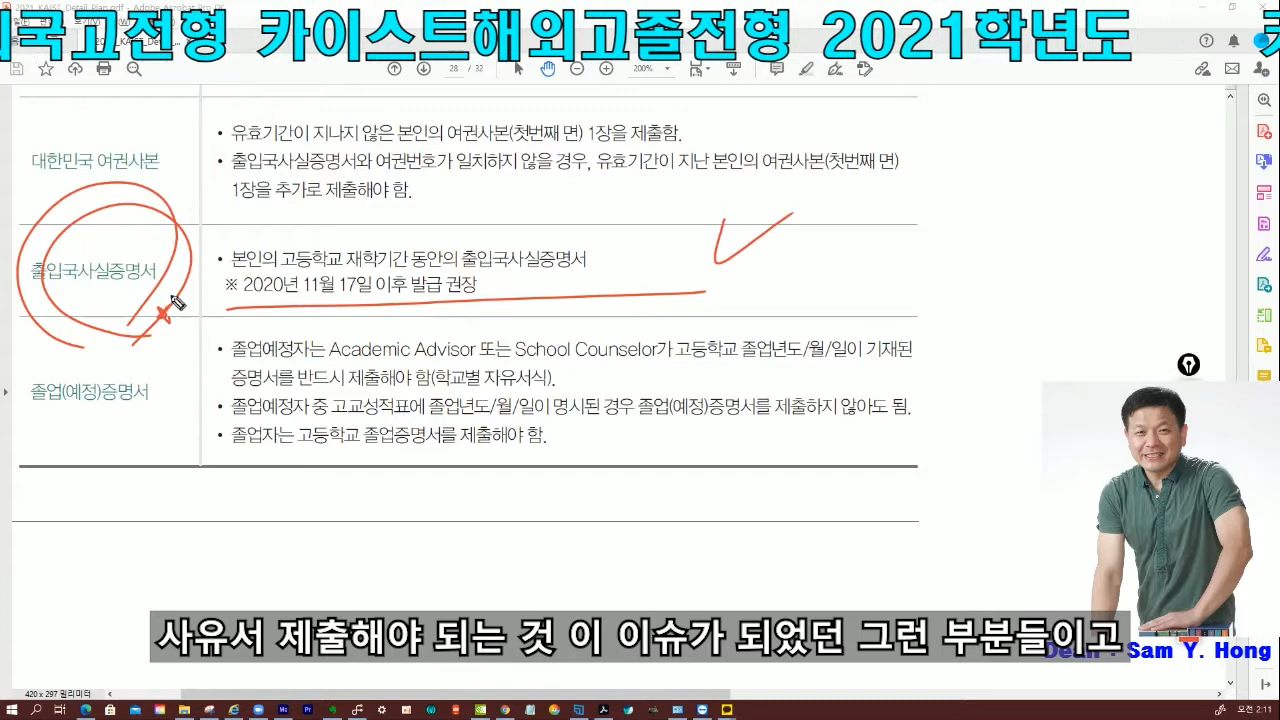 외국고전형 카이스트해외고졸전형 2021학년도
28 / 32
200%
대한민국 여권사본
• 유효기간이 지나지 않은 본인의 여권사본(첫번째 면) 1장을 제출함.
• 출입국사실증명서와 여권번호가 일치하지 않을 경우, 유효기간이 지난 본인의 여권사본(첫번째 면)
1장을 추가로 제출해야 함.
출입국사실증명서
• 본인의 고등학교 재학기간 동안의 출입국사실증명서
※ 2020년 11월 17일 이후 발급 권장
졸업(예정)증명서
• 졸업예정자는 Academic Advisor 또는 School Counselor가 고등학교 졸업년도/월/일이 기재된
증명서를 반드시 제출해야 함(학교별 자유서식).
• 졸업예정자 중 고교성적표에 졸업년도/월/일이 명시된 경우 졸업(예정)증명서를 제출하지 않아도 됨.
• 졸업자는 고등학교 졸업증명서를 제출해야 함.
사유서 제출해야 되는 것 이 이슈가 되었던 그런 부분들이고
Dean : Sam Y. Hong
420 x 297 밀리미터
오전 2:11